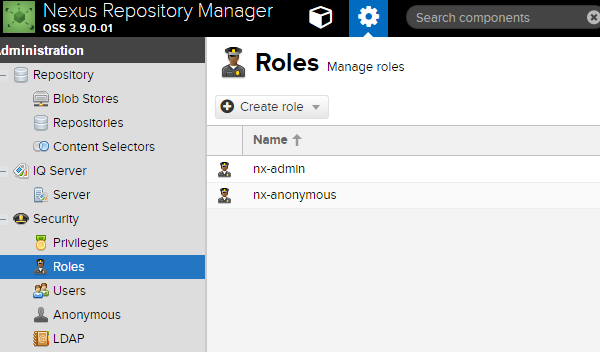 Nexus Repository Manager
OSS 3.9.0-01
Search components
dministration
Repository
Blob Stores
Repositories
Content Selectors
IQ Server
Server
Security
Privileges
Roles
Users
Anonymous
LDAP
Roles Manage roles
Create role
Name
nx-admin
nx-anonymous